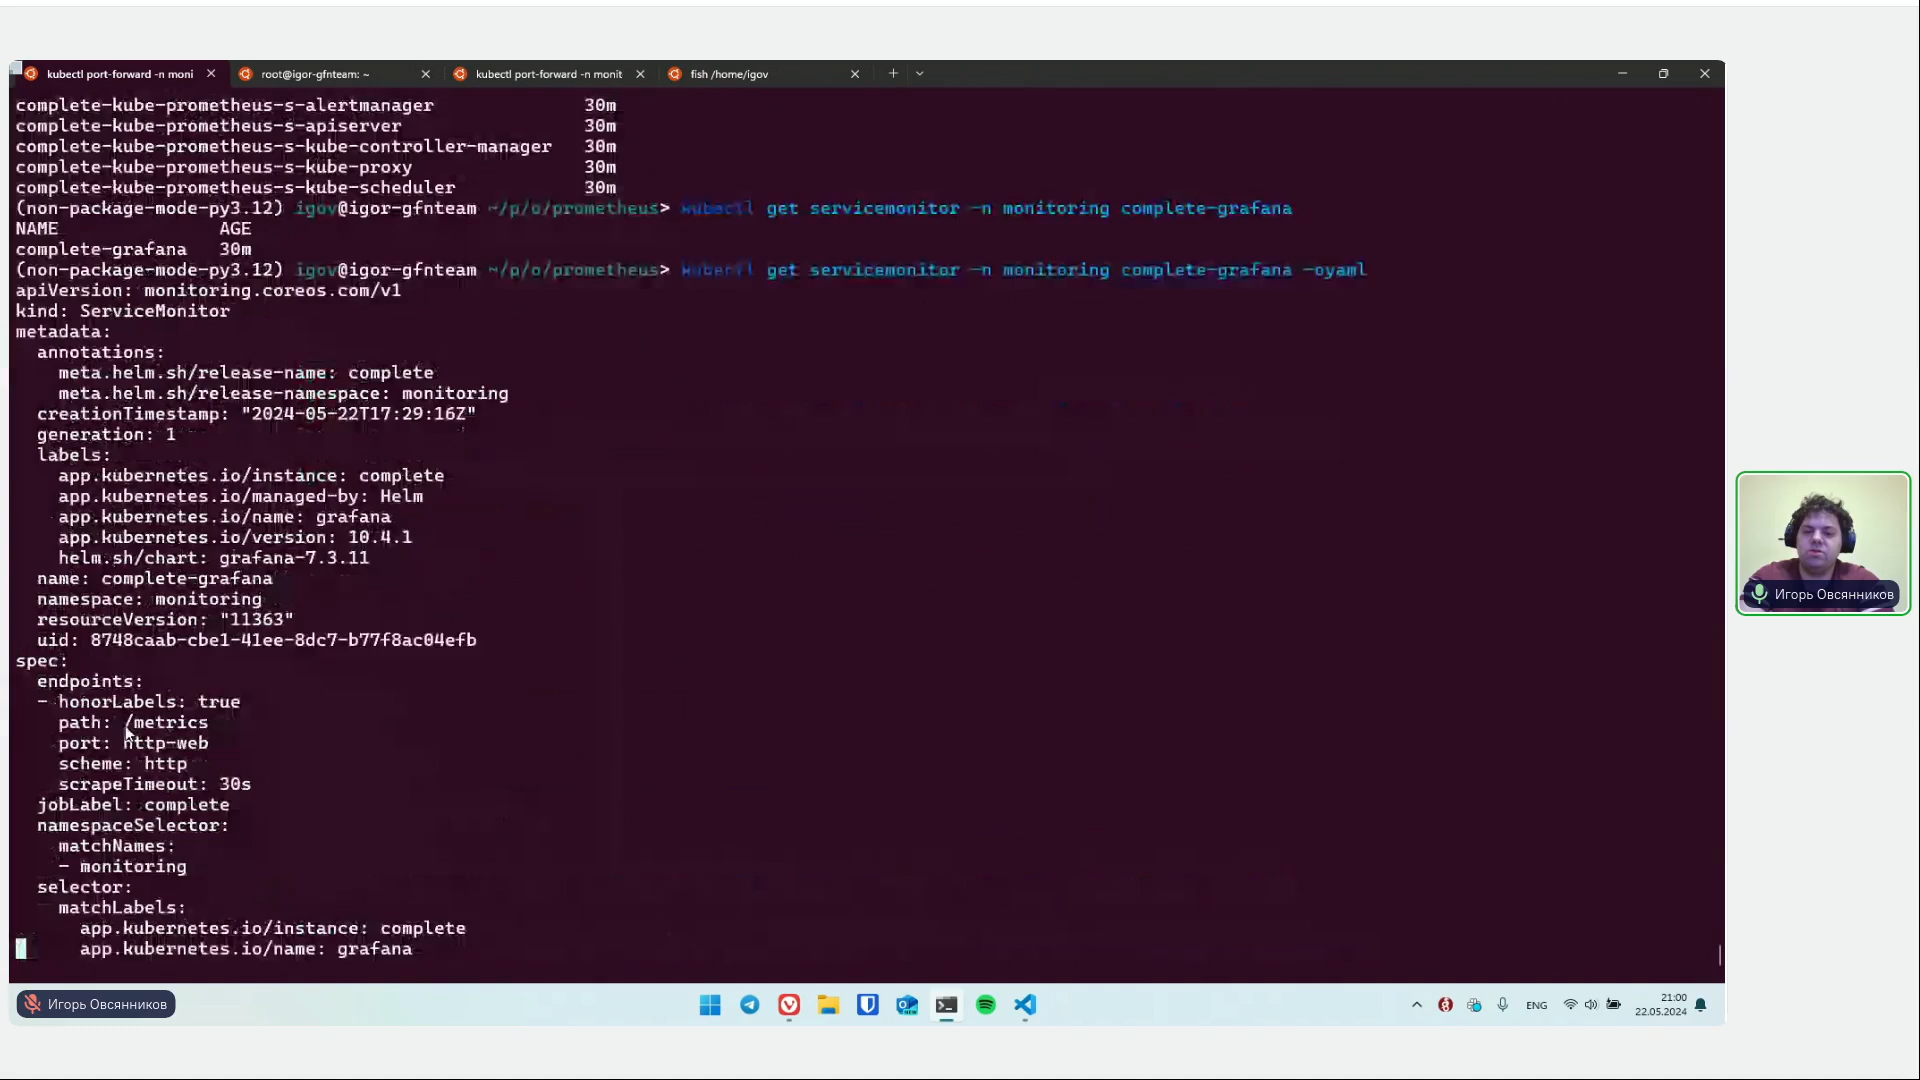 kubectl port-forward -n moni
root@igor-gfnteam: ~
kubectl port-forward -n monit
fish /home/igov
complete-kube-prometheus-s-alertmanager 30m
complete-kube-prometheus-s-apiserver 30m
complete-kube-prometheus-s-kube-controller-manager 30m
complete-kube-prometheus-s-kube-proxy 30m
complete-kube-prometheus-s-kube-scheduler 30m
(non-package-mode-py3.12) igov@igor-gfnteam ~/p/o/prometheus> kubectl get servicemonitor -n monitoring complete-grafana
NAME AGE
complete-grafana 30m
(non-package-mode-py3.12) igov@igor-gfnteam ~/p/o/prometheus> kubectl get servicemonitor -n monitoring complete-grafana -oyaml
apiVersion: monitoring.coreos.com/v1
kind: ServiceMonitor
metadata:
  annotations:
    meta.helm.sh/release-name: complete
    meta.helm.sh/release-namespace: monitoring
  creationTimestamp: "2024-05-22T17:29:16Z"
  generation: 1
  labels:
    app.kubernetes.io/instance: complete
    app.kubernetes.io/managed-by: Helm
    app.kubernetes.io/name: grafana
    app.kubernetes.io/version: 10.4.1
    helm.sh/chart: grafana-7.3.11
  name: complete-grafana
  namespace: monitoring
  resourceVersion: "11363"
  uid: 8748caab-cbe1-41ee-8dc7-b77f8ac04efb
spec:
  endpoints:
  - honorLabels: true
    path: /metrics
    port: http-web
    scheme: http
    scrapeTimeout: 30s
  jobLabel: complete
  namespaceSelector:
    matchNames:
    - monitoring
  selector:
    matchLabels:
      app.kubernetes.io/instance: complete
      app.kubernetes.io/name: grafana
Игорь Овсянников
Игорь Овсянников
ENG
21:00
22.05.2024